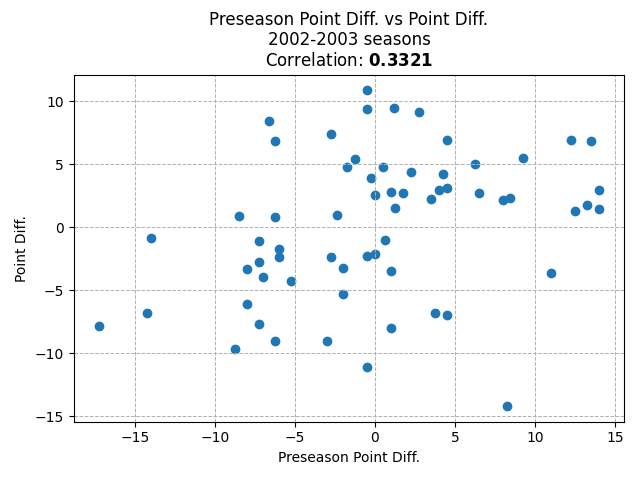 Preseason Point Diff. vs Point Diff.
2002-2003 seasons
Correlation: 0.3321
10
5
0
−5
−10
−15
Point Diff.
−15
−10
−5
0
5
10
15
Preseason Point Diff.